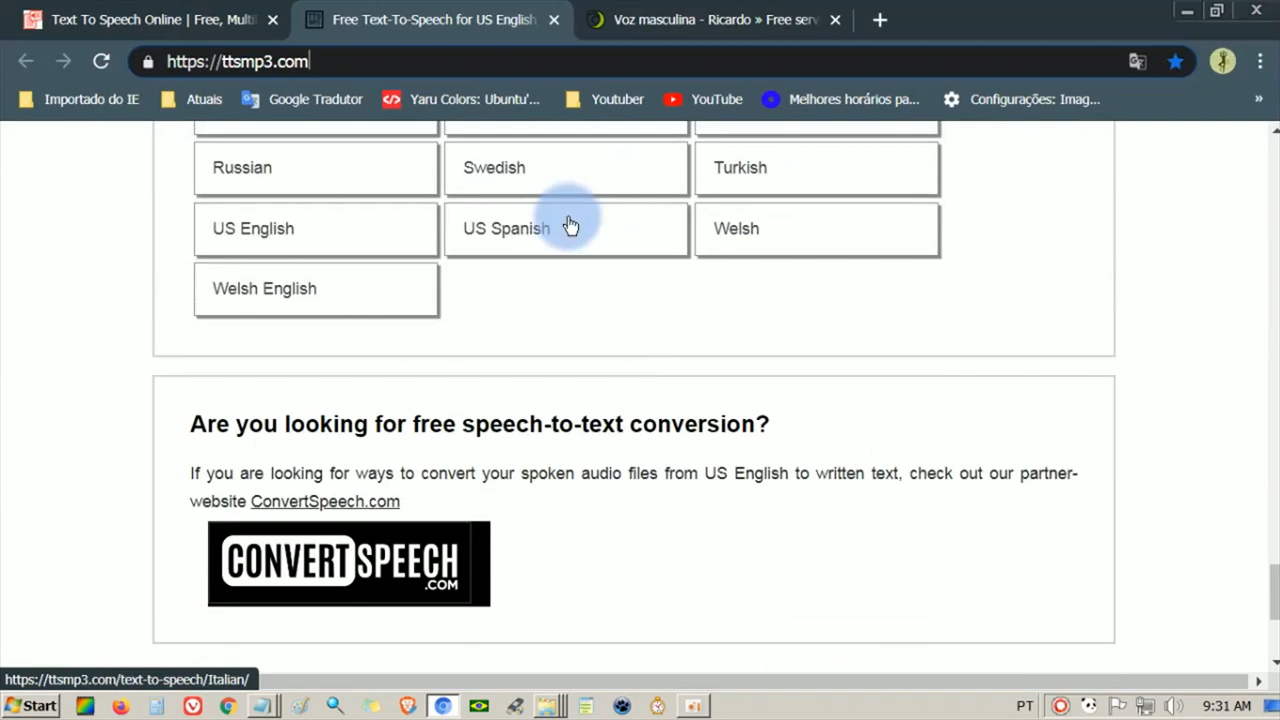 Text To Speech Online | Free, Multil
Free Text-To-Speech for US English
Voz masculina - Ricardo » Free serv
https://ttsmp3.com
Importado do IE
Atuais
Google Tradutor
Yaru Colors: Ubuntu'...
Youtuber
YouTube
Melhores horários pa...
Configurações: Imag...
»
Russian
Swedish
Turkish
US English
US Spanish
Welsh
Welsh English
Are you looking for free speech-to-text conversion?
If you are looking for ways to convert your spoken audio files from US English to written text, check out our partner-
website ConvertSpeech.com
CONVERTSPEECH
.COM
https://ttsmp3.com/text-to-speech/Italian/
Start
PT
9:31 AM